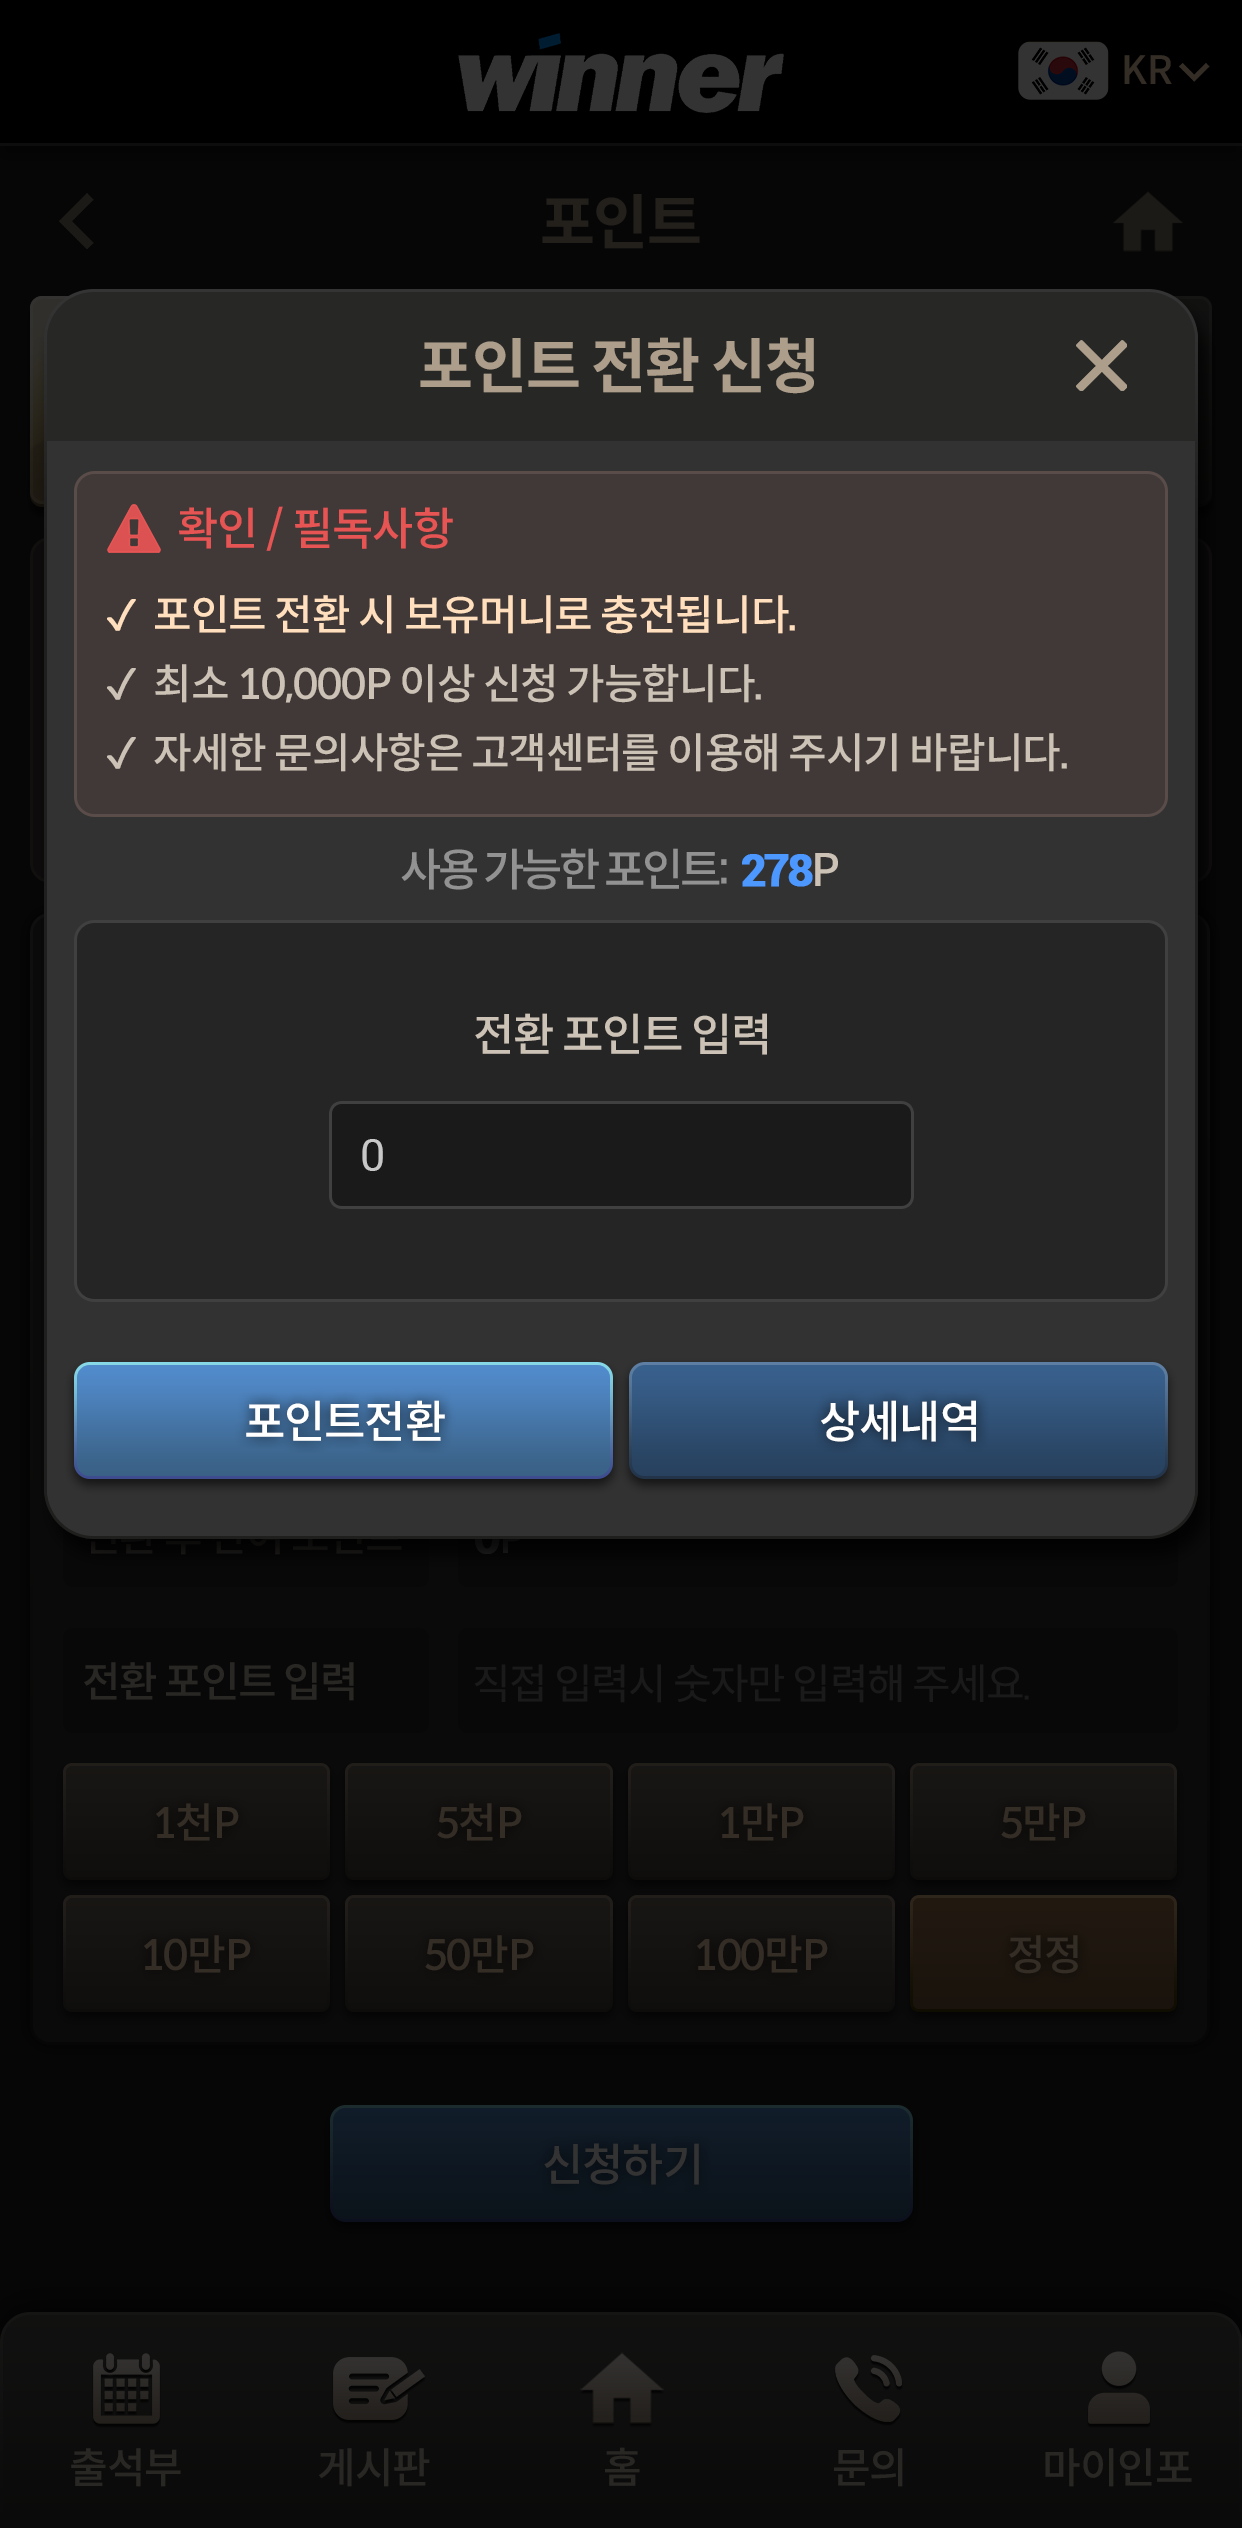 winner
KR
포인트
포인트 전환 신청
확인 / 필독사항
✓ 포인트 전환 시 보유머니로 충전됩니다.
✓ 최소 10,000P 이상 신청 가능합니다.
✓ 자세한 문의사항은 고객센터를 이용해 주시기 바랍니다.
사용 가능한 포인트: 278P
전환 포인트 입력
0
포인트전환
상세내역
전환 포인트 입력
직접 입력시 숫자만 입력해 주세요.
1천P
5천P
1만P
5만P
10만P
50만P
100만P
정정
신청하기
출석부
게시판
홈
문의
마이인포